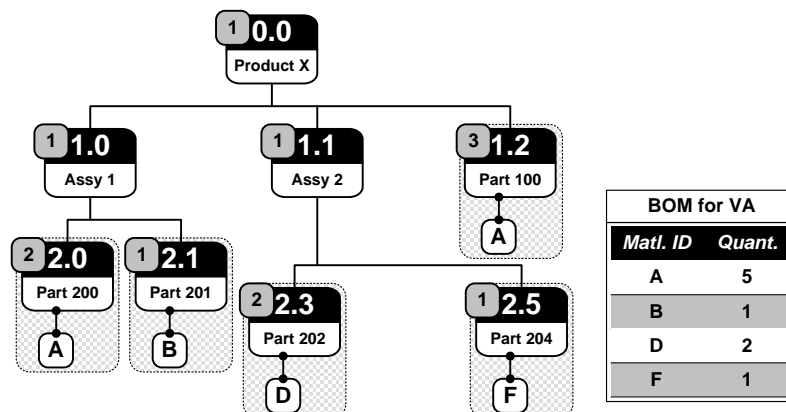 1 0.0
Product X
1 1.0
Assy 1
1 1.1
Assy 2
3 1.2
Part 100
A
2 2.0
Part 200
A
1 2.1
Part 201
B
2 2.3
Part 202
D
1 2.5
Part 204
F
BOM for VA
Matl. ID Quant.
A 5
B 1
D 2
F 1